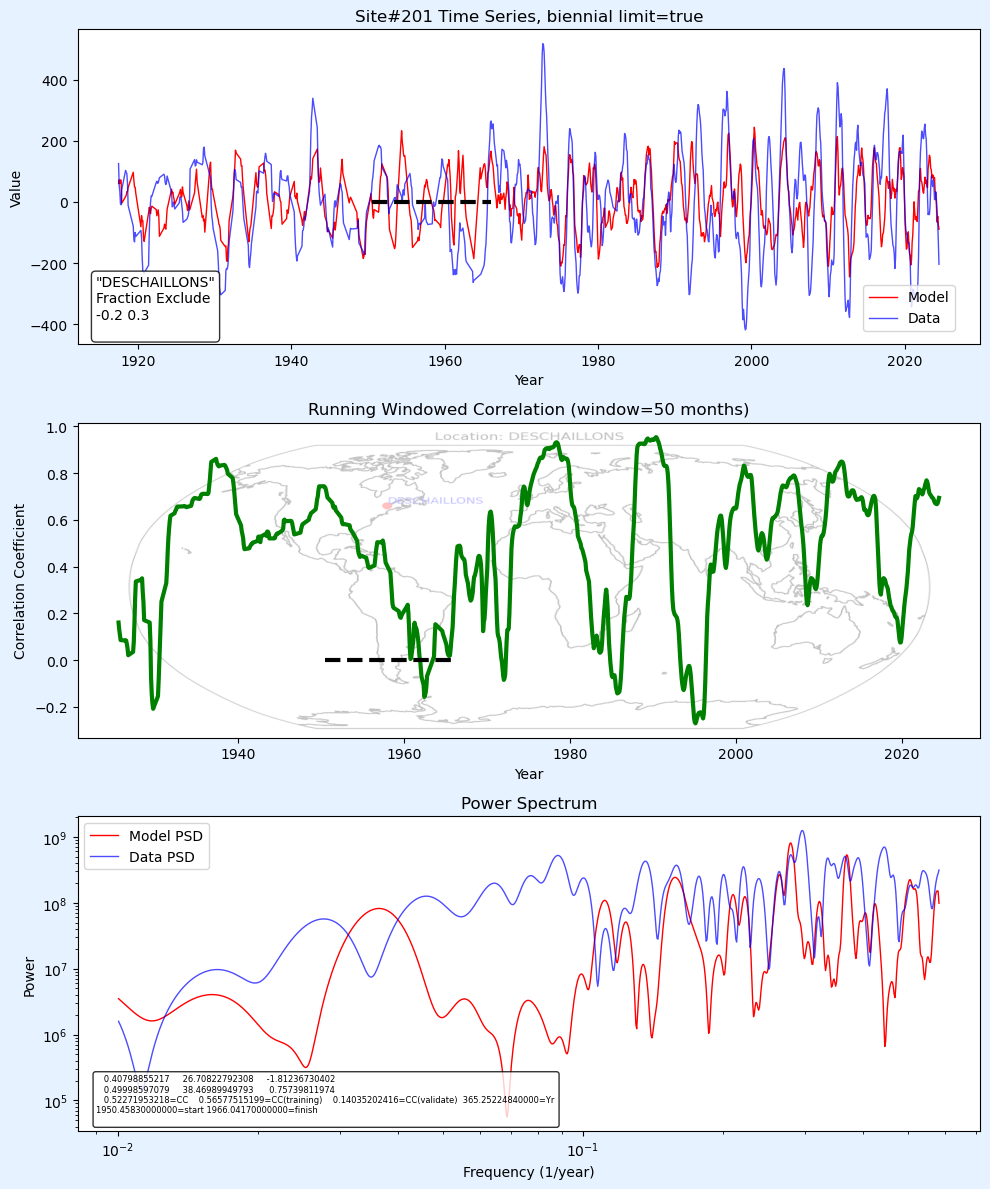 Site#201 Time Series, biennial limit=true
Value
400
200
0
−200
−400
"DESCHAILLONS"
Fraction Exclude
-0.2 0.3
Model
Data
1920 1940 1960 1980 2000 2020
Year
Running Windowed Correlation (window=50 months)
Location: DESCHAILLONS
DESCHAILLONS
Correlation Coefficient
1.0
0.8
0.6
0.4
0.2
0.0
−0.2
1940 1960 1980 2000 2020
Year
Power Spectrum
Model PSD
Data PSD
Power
10⁹
10⁸
10⁷
10⁶
10⁵
0.40798855217 26.70822792308 -1.81236730402
0.49998597079 38.46989949793 0.75739811974
0.52271953218=CC 0.56577515199=CC(training) 0.14035202416=CC(validate) 365.25224840000=Yr
1950.45830000000=start 1966.04170000000=finish
10⁻² 10⁻¹
Frequency (1/year)